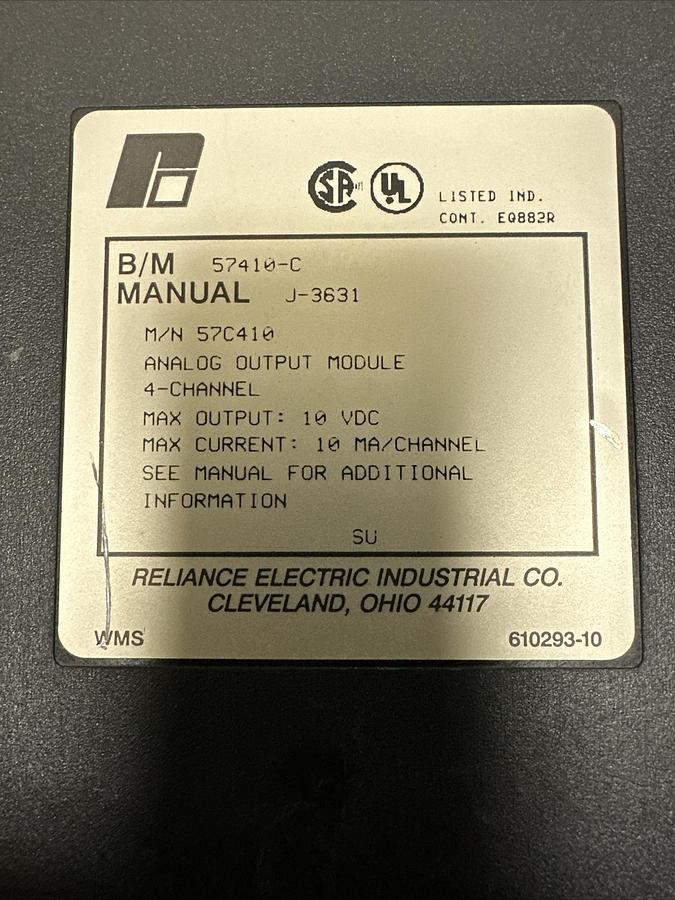 SA
UL
LISTED IND.
CONT. EQ882R
B/M 57410-C
MANUAL J-3631
M/N 57C410
ANALOG OUTPUT MODULE
4-CHANNEL
MAX OUTPUT: 10 VDC
MAX CURRENT: 10 MA/CHANNEL
SEE MANUAL FOR ADDITIONAL
INFORMATION
SU
RELIANCE ELECTRIC INDUSTRIAL CO.
CLEVELAND, OHIO 44117
WMS 610293-10